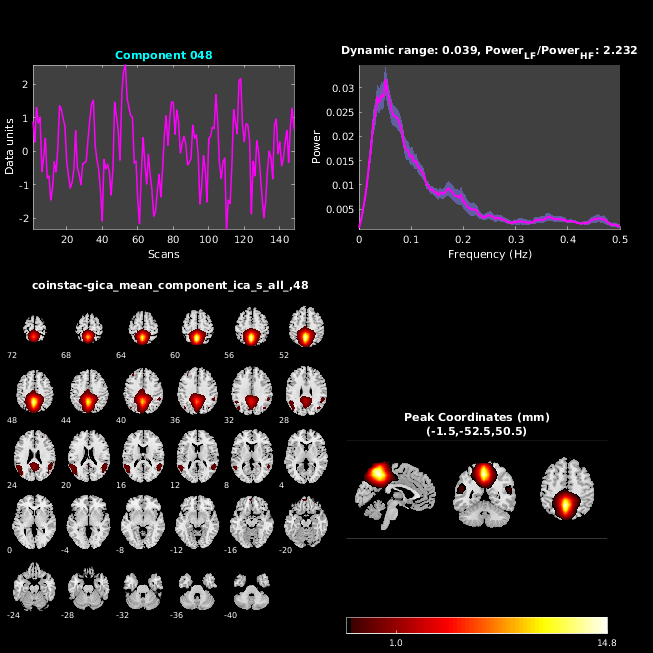 Component 048
Data units
2
1
0
-1
-2
20 40 60 80 100 120 140
Scans
Dynamic range: 0.039, PowerLF/PowerHF: 2.232
Power
0.03
0.025
0.02
0.015
0.01
0.005
0 0.1 0.2 0.3 0.4 0.5
Frequency (Hz)
coinstac-gica_mean_component_ica_s_all_,48
72 68 64 60 56 52
48 44 40 36 32 28
24 20 16 12 8 4
0 -4 -8 -12 -16 -20
-24 -28 -32 -36 -40
Peak Coordinates (mm)
(-1.5,-52.5,50.5)
1.0 14.8